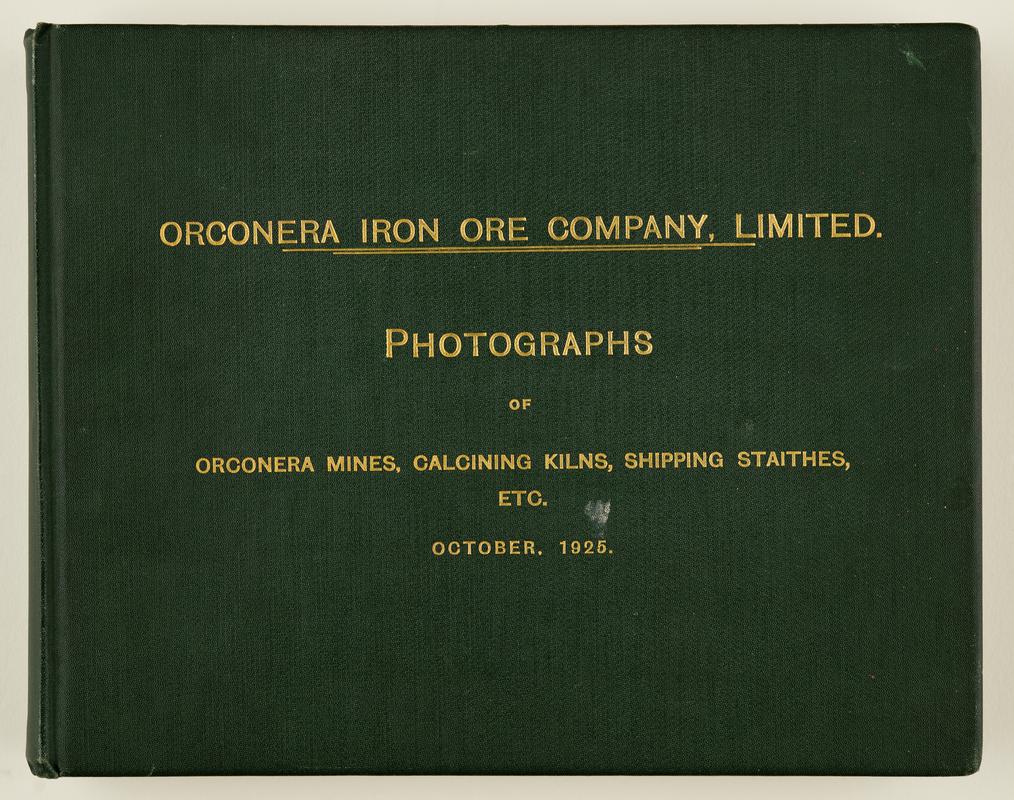 ORCONERA IRON ORE COMPANY, LIMITED.
PHOTOGRAPHS
OF
ORCONERA MINES, CALCINING KILNS, SHIPPING STAITHES,
ETC.
OCTOBER, 1925.